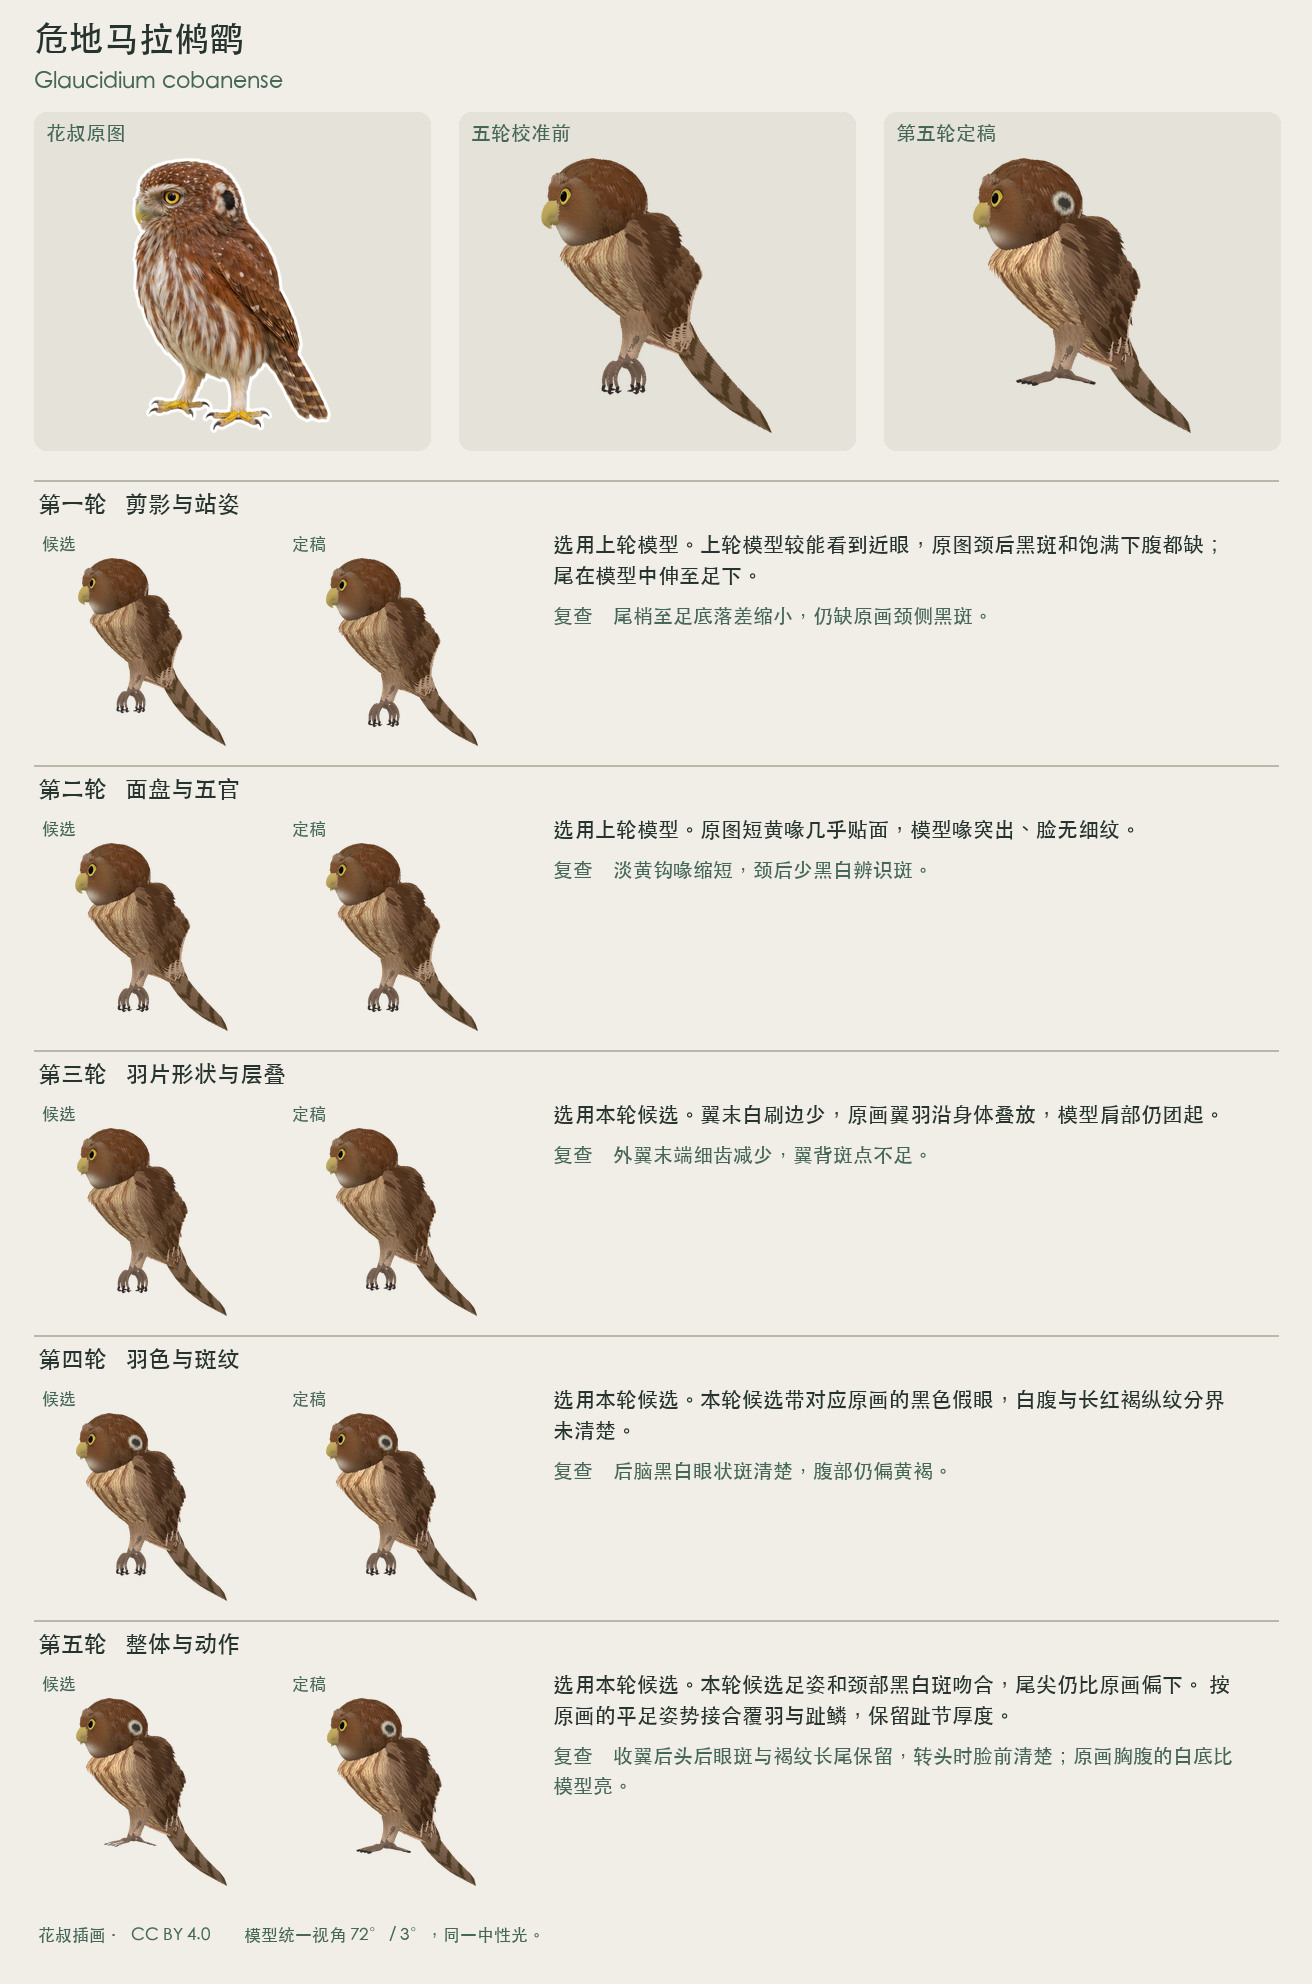 危地马拉鸺鹠
Glaucidium cobanense
花叔原图
五轮校准前
第五轮定稿
第一轮 剪影与站姿
候选
定稿
选用上轮模型。上轮模型较能看到近眼，原图颈后黑斑和饱满下腹都缺；
尾在模型中伸至足下。
复查 尾梢至足底落差缩小，仍缺原画颈侧黑斑。
第二轮 面盘与五官
候选
定稿
选用上轮模型。原图短黄喙几乎贴面，模型喙突出、脸无细纹。
复查 淡黄钩喙缩短，颈后少黑白辨识斑。
第三轮 羽片形状与层叠
候选
定稿
选用本轮候选。翼末白刷边少，原画翼羽沿身体叠放，模型肩部仍团起。
复查 外翼末端细齿减少，翼背斑点不足。
第四轮 羽色与斑纹
候选
定稿
选用本轮候选。本轮候选带对应原画的黑色假眼，白腹与长红褐纵纹分界
未清楚。
复查 后脑黑白眼状斑清楚，腹部仍偏黄褐。
第五轮 整体与动作
候选
定稿
选用本轮候选。本轮候选足姿和颈部黑白斑吻合，尾尖仍比原画偏下。 按
原画的平足姿势接合覆羽与趾鳞，保留趾节厚度。
复查 收翼后头后眼斑与褐纹长尾保留，转头时脸前清楚；原画胸腹的白底比
模型亮。
花叔插画 · CC BY 4.0 模型统一视角 72° / 3° ，同一中性光。